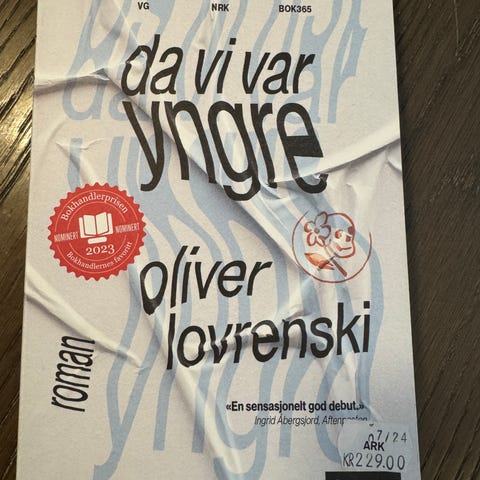 VG NRK BOK365
da vi var
yngre
Bokhandlerprisen
NOMINERT NOMINERT
2023
Bokhandlernes favoritt
oliver
lovrenski
roman
«En sensasjonelt god debut.»
Ingrid Åbergsjord,
07/24
ARK
KR229.00